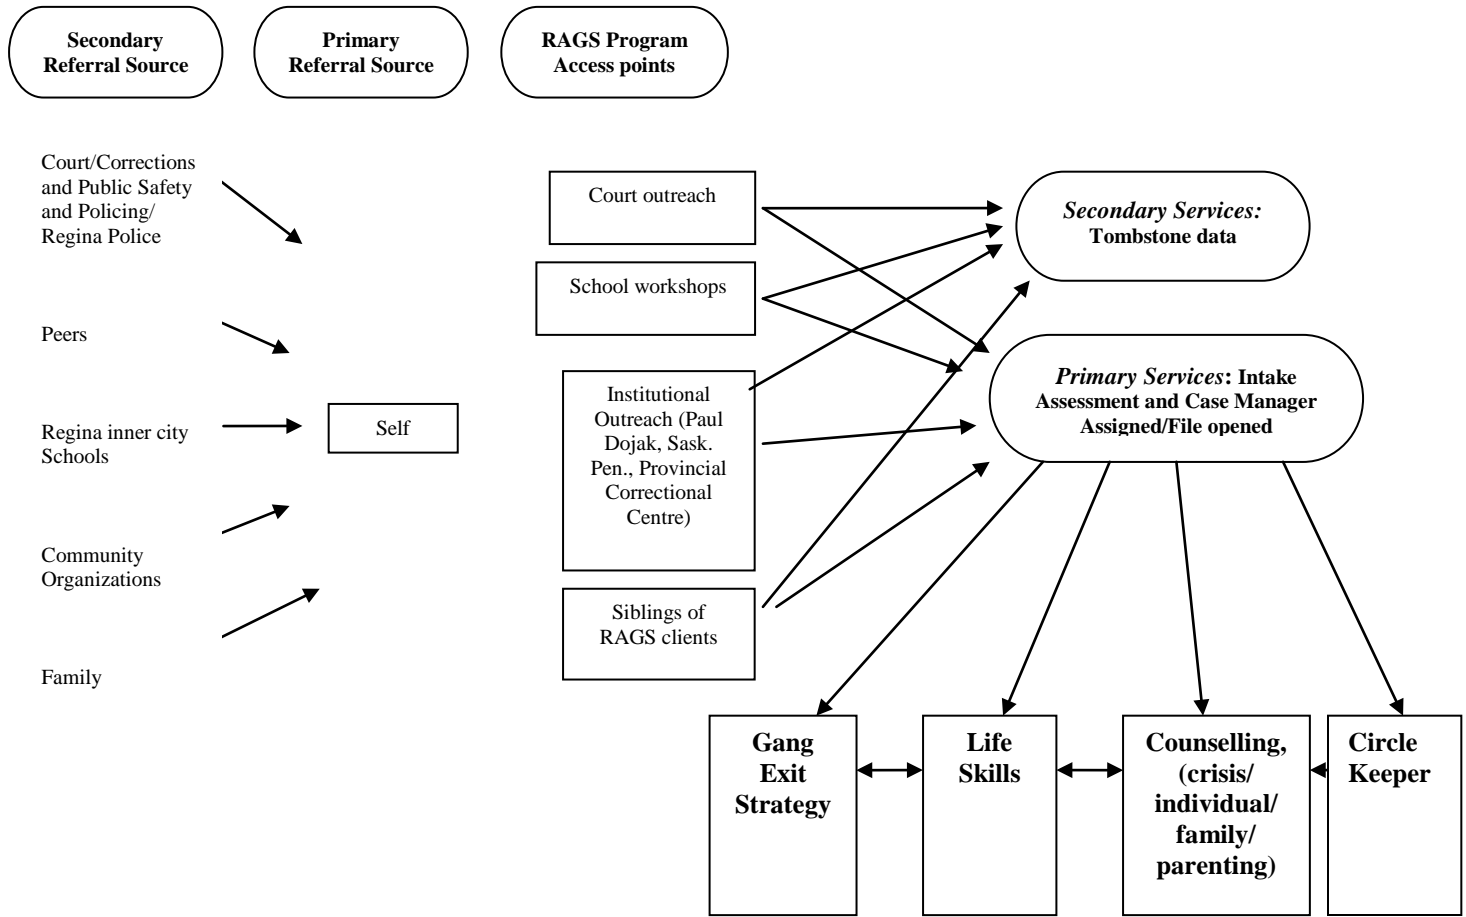 Secondary
Referral Source
Primary
Referral Source
RAGS Program
Access points
Court/Corrections
and Public Safety
and Policing/
Regina Police
Peers
Regina inner city
Schools
Community
Organizations
Family
Self
Court outreach
School workshops
Institutional
Outreach (Paul
Dojak, Sask.
Pen., Provincial
Correctional
Centre)
Siblings of
RAGS clients
Secondary Services:
Tombstone data
Primary Services: Intake
Assessment and Case Manager
Assigned/File opened
Gang
Exit
Strategy
Life
Skills
Counselling,
(crisis/
individual/
family/
parenting)
Circle
Keeper